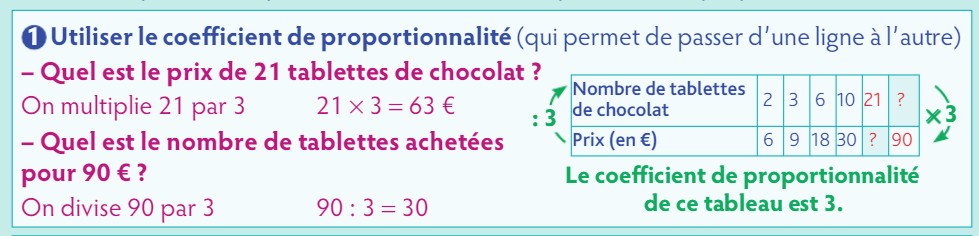 1 Utiliser le coefficient de proportionnalité (qui permet de passer d'une ligne à l'autre)
– Quel est le prix de 21 tablettes de chocolat ?
On multiplie 21 par 3 21 × 3 = 63 €
– Quel est le nombre de tablettes achetées
pour 90 € ?
On divise 90 par 3 90 : 3 = 30
: 3
Nombre de tablettes
de chocolat 2 3 6 10 21 ?
Prix (en €) 6 9 18 30 ? 90
×3
Le coefficient de proportionnalité
de ce tableau est 3.